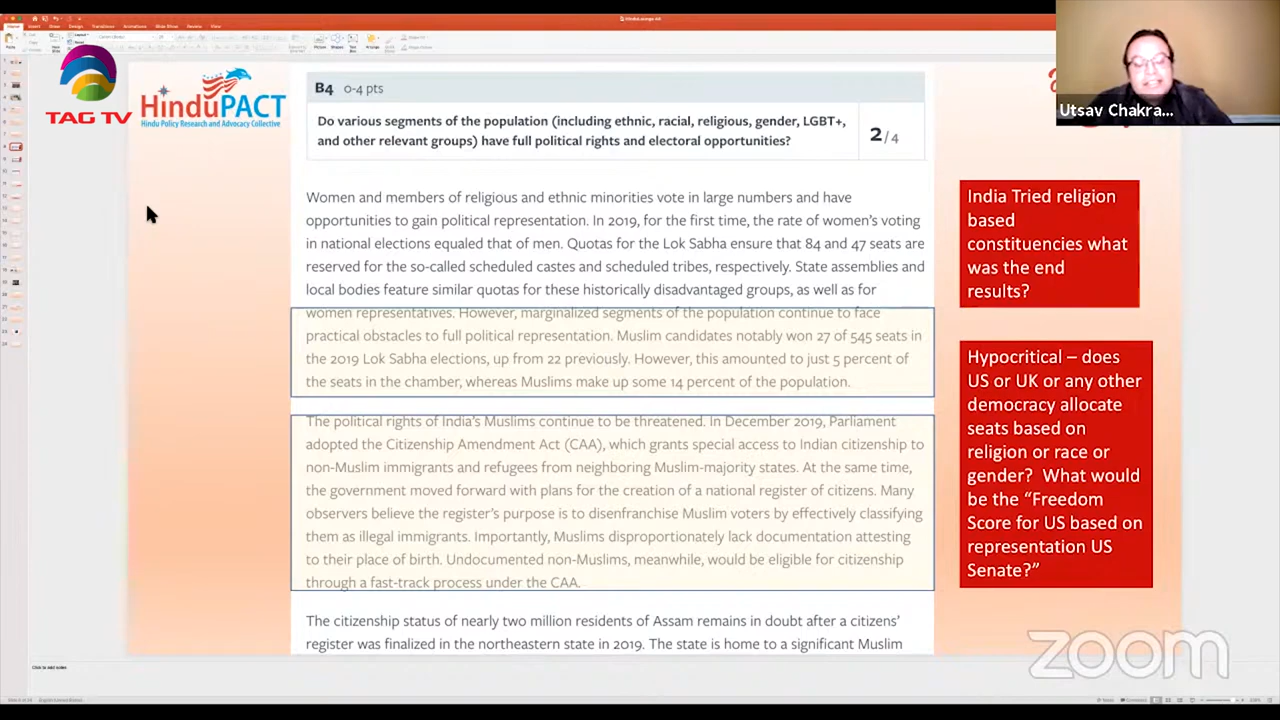 Home Insert Draw Design Transitions Animations Slide Show Review View
TAG TV
HinduPACT
Hindu Policy Research and Advocacy Collective
B4 0-4 pts
Do various segments of the population (including ethnic, racial, religious, gender, LGBT+,
and other relevant groups) have full political rights and electoral opportunities?
2/4
Women and members of religious and ethnic minorities vote in large numbers and have
opportunities to gain political representation. In 2019, for the first time, the rate of women's voting
in national elections equaled that of men. Quotas for the Lok Sabha ensure that 84 and 47 seats are
reserved for the so-called scheduled castes and scheduled tribes, respectively. State assemblies and
local bodies feature similar quotas for these historically disadvantaged groups, as well as for
women representatives. However, marginalized segments of the population continue to face
practical obstacles to full political representation. Muslim candidates notably won 27 of 545 seats in
the 2019 Lok Sabha elections, up from 22 previously. However, this amounted to just 5 percent of
the seats in the chamber, whereas Muslims make up some 14 percent of the population.
The political rights of India's Muslims continue to be threatened. In December 2019, Parliament
adopted the Citizenship Amendment Act (CAA), which grants special access to Indian citizenship to
non-Muslim immigrants and refugees from neighboring Muslim-majority states. At the same time,
the government moved forward with plans for the creation of a national register of citizens. Many
observers believe the register's purpose is to disenfranchise Muslim voters by effectively classifying
them as illegal immigrants. Importantly, Muslims disproportionately lack documentation attesting
to their place of birth. Undocumented non-Muslims, meanwhile, would be eligible for citizenship
through a fast-track process under the CAA.
The citizenship status of nearly two million residents of Assam remains in doubt after a citizens'
register was finalized in the northeastern state in 2019. The state is home to a significant Muslim
Utsav Chakra...
India Tried religion
based
constituencies what
was the end
results?
Hypocritical – does
US or UK or any other
democracy allocate
seats based on
religion or race or
gender? What would
be the “Freedom
Score for US based on
representation US
Senate?”
zoom
Click to add notes